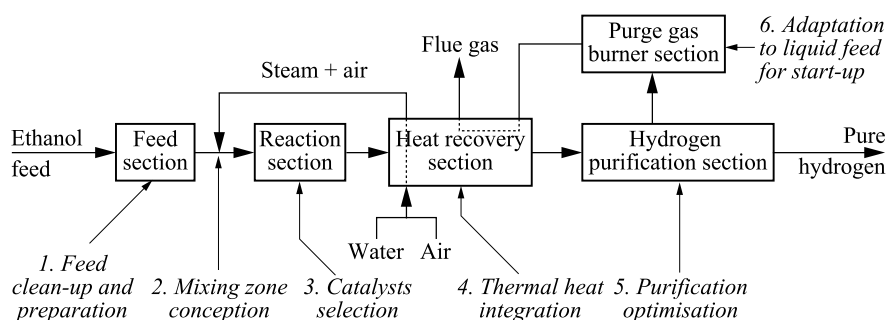 Flue gas
Purge gas
burner section
6. Adaptation
to liquid feed
for start-up
Steam + air
Ethanol
feed
Feed
section
Reaction
section
Heat recovery
section
Hydrogen
purification section
Pure
hydrogen
Water
Air
1. Feed
clean-up and
preparation
2. Mixing zone
conception
3. Catalysts
selection
4. Thermal heat
integration
5. Purification
optimisation